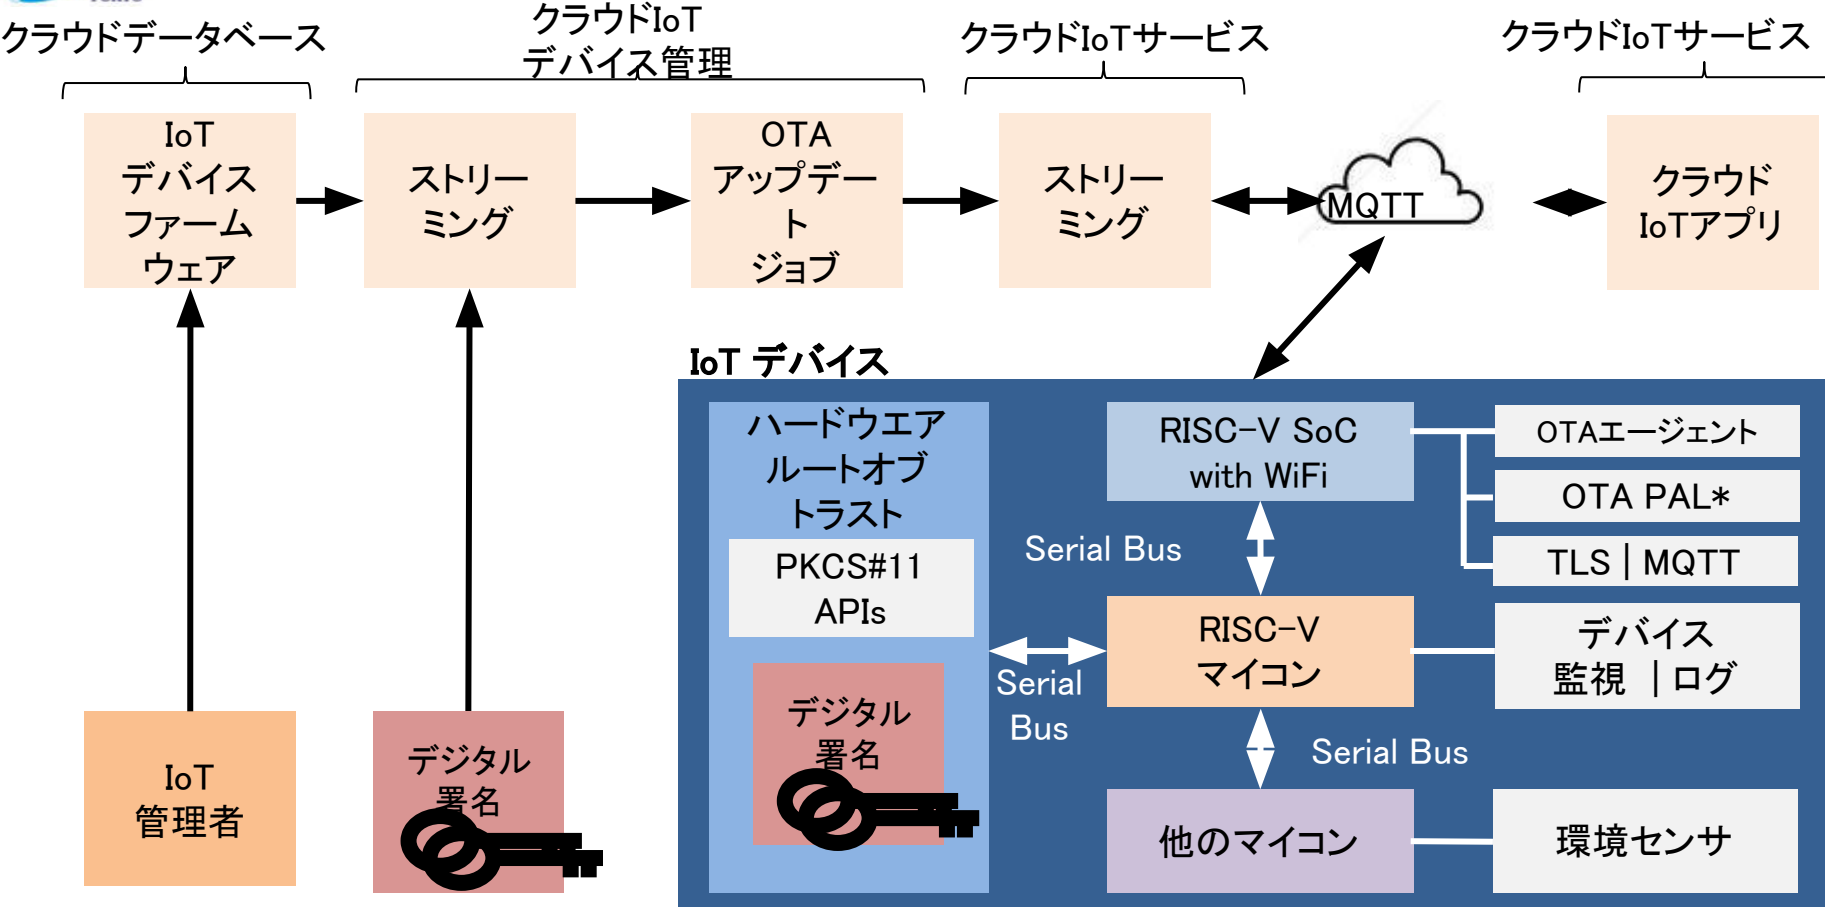 クラウドデータベース
クラウドIoT
デバイス管理
クラウドIoTサービス
クラウドIoTサービス
IoT
デバイス
ファーム
ウェア
ストリー
ミング
OTA
アップデー
ト
ジョブ
ストリー
ミング
MQTT
クラウド
IoTアプリ
IoT デバイス
ハードウエア
ルートオブ
トラスト
PKCS#11
APIs
デジタル
署名
RISC-V SoC
with WiFi
OTAエージェント
OTA PAL*
TLS | MQTT
Serial Bus
RISC-V
マイコン
デバイス
監視 | ログ
Serial
Bus
Serial Bus
他のマイコン
環境センサ
IoT
管理者
デジタル
署名